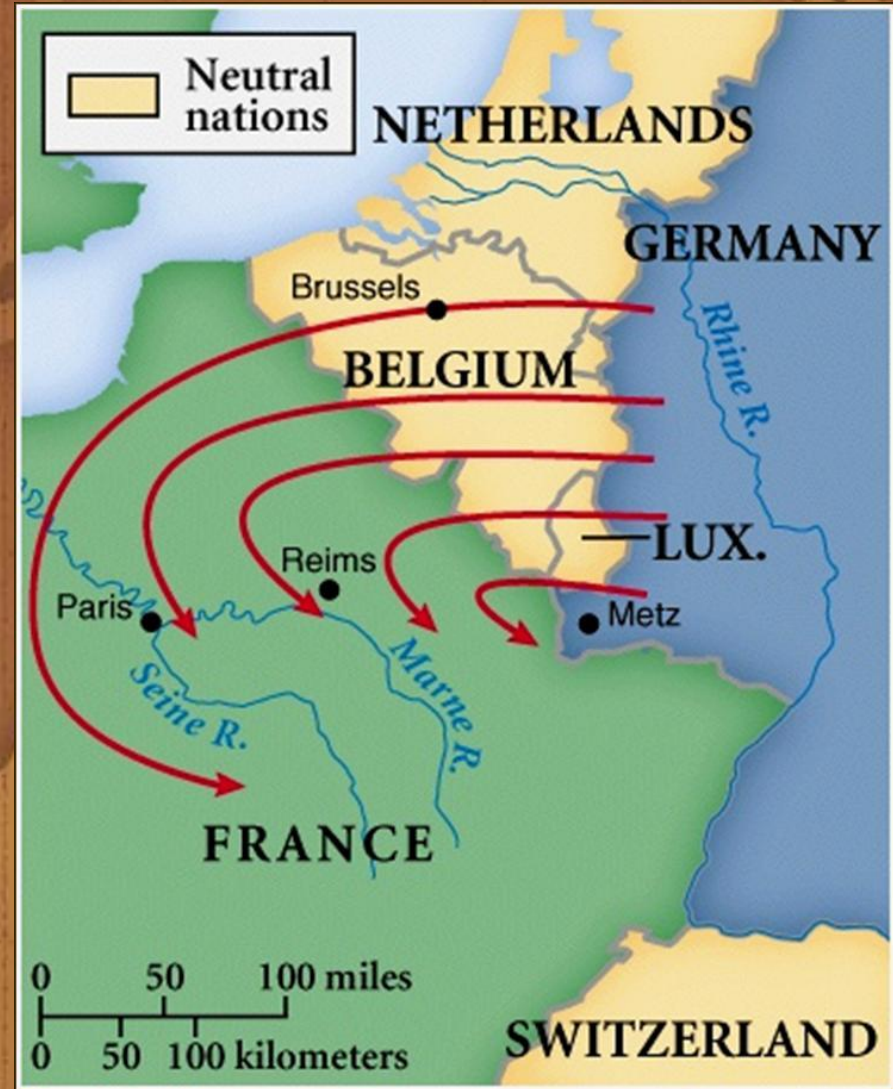 Neutral
nations
NETHERLANDS
GERMANY
Brussels
Rhine R.
BELGIUM
LUX.
Reims
Paris
Metz
Marne R.
Seine R.
FRANCE
0 50 100 miles
0 50 100 kilometers
SWITZERLAND